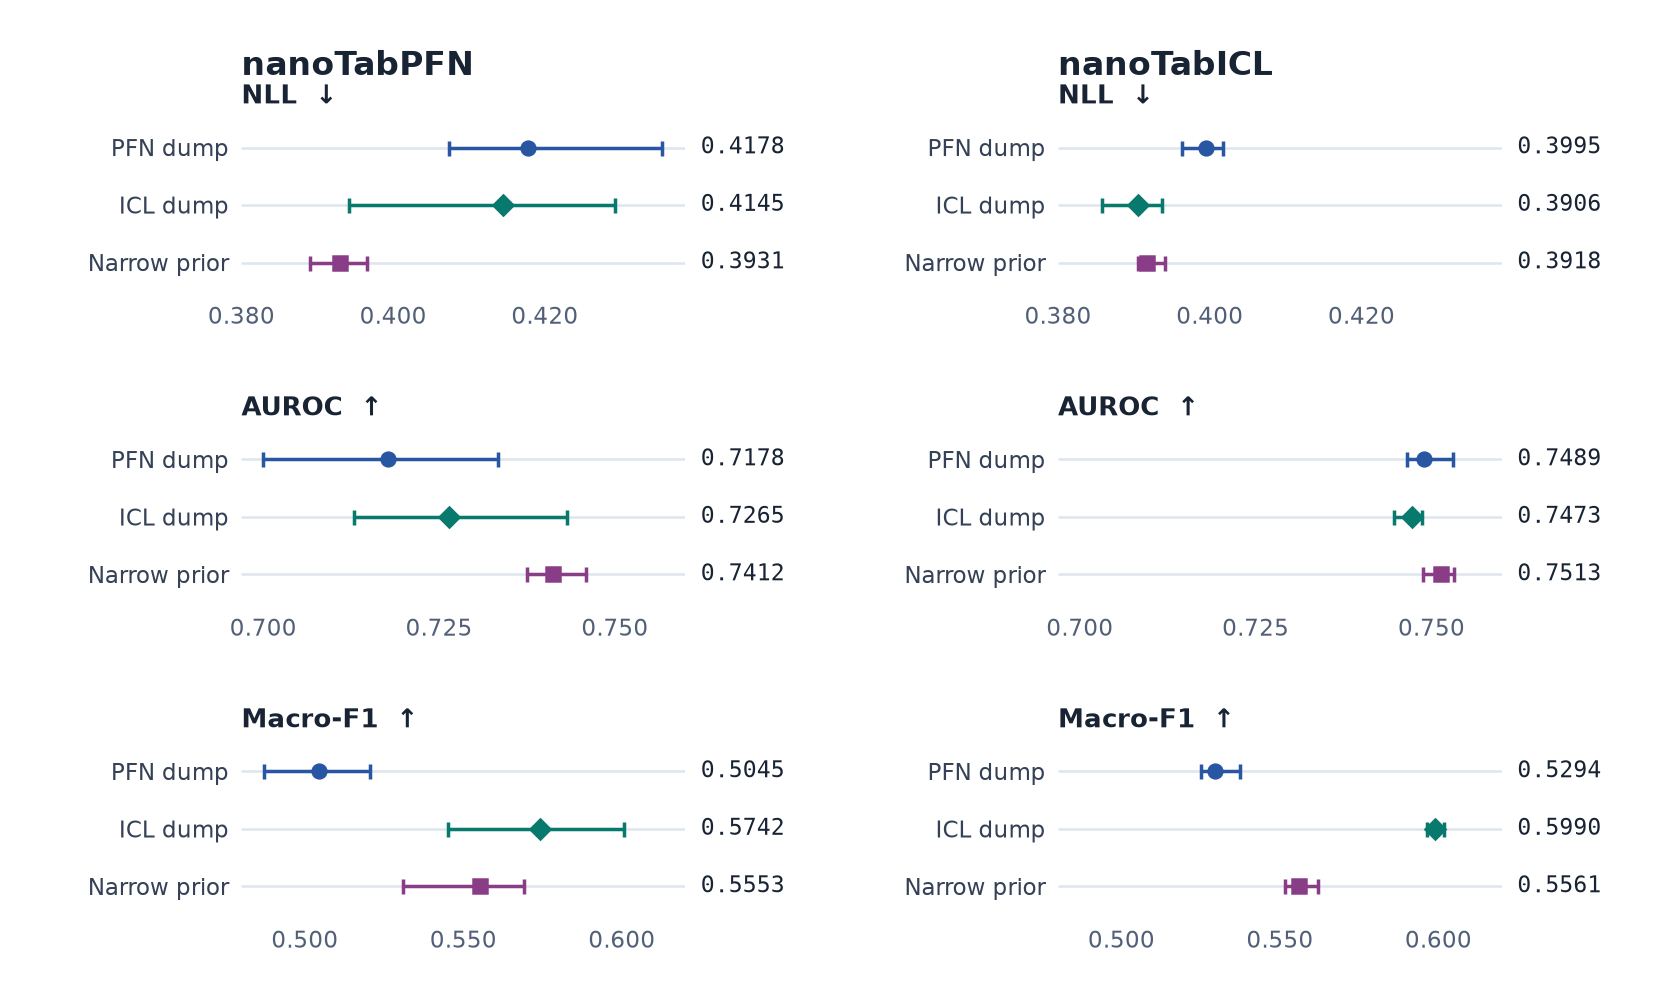 nanoTabPFN
NLL ↓
PFN dump 0.4178
ICL dump 0.4145
Narrow prior 0.3931
0.380 0.400 0.420
AUROC ↑
PFN dump 0.7178
ICL dump 0.7265
Narrow prior 0.7412
0.700 0.725 0.750
Macro-F1 ↑
PFN dump 0.5045
ICL dump 0.5742
Narrow prior 0.5553
0.500 0.550 0.600
nanoTabICL
NLL ↓
PFN dump 0.3995
ICL dump 0.3906
Narrow prior 0.3918
0.380 0.400 0.420
AUROC ↑
PFN dump 0.7489
ICL dump 0.7473
Narrow prior 0.7513
0.700 0.725 0.750
Macro-F1 ↑
PFN dump 0.5294
ICL dump 0.5990
Narrow prior 0.5561
0.500 0.550 0.600